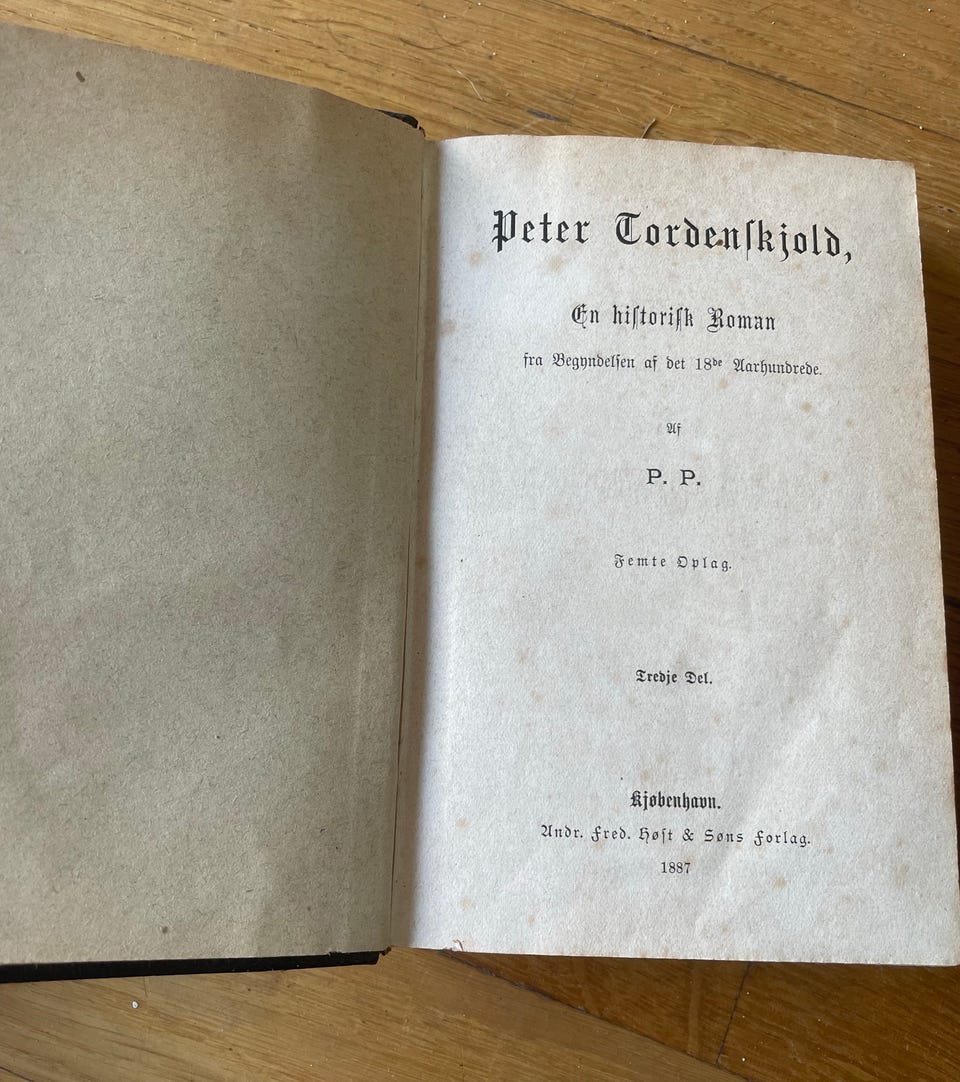 Peter Tordenſkjold,
En hiſtoriſk Roman
fra Begyndelſen af det 18de Aarhundrede.
Af
P. P.
Femte Oplag.
Tredje Del.
Kjøbenhavn.
Andr. Fred. Høſt & Søns Forlag.
1887